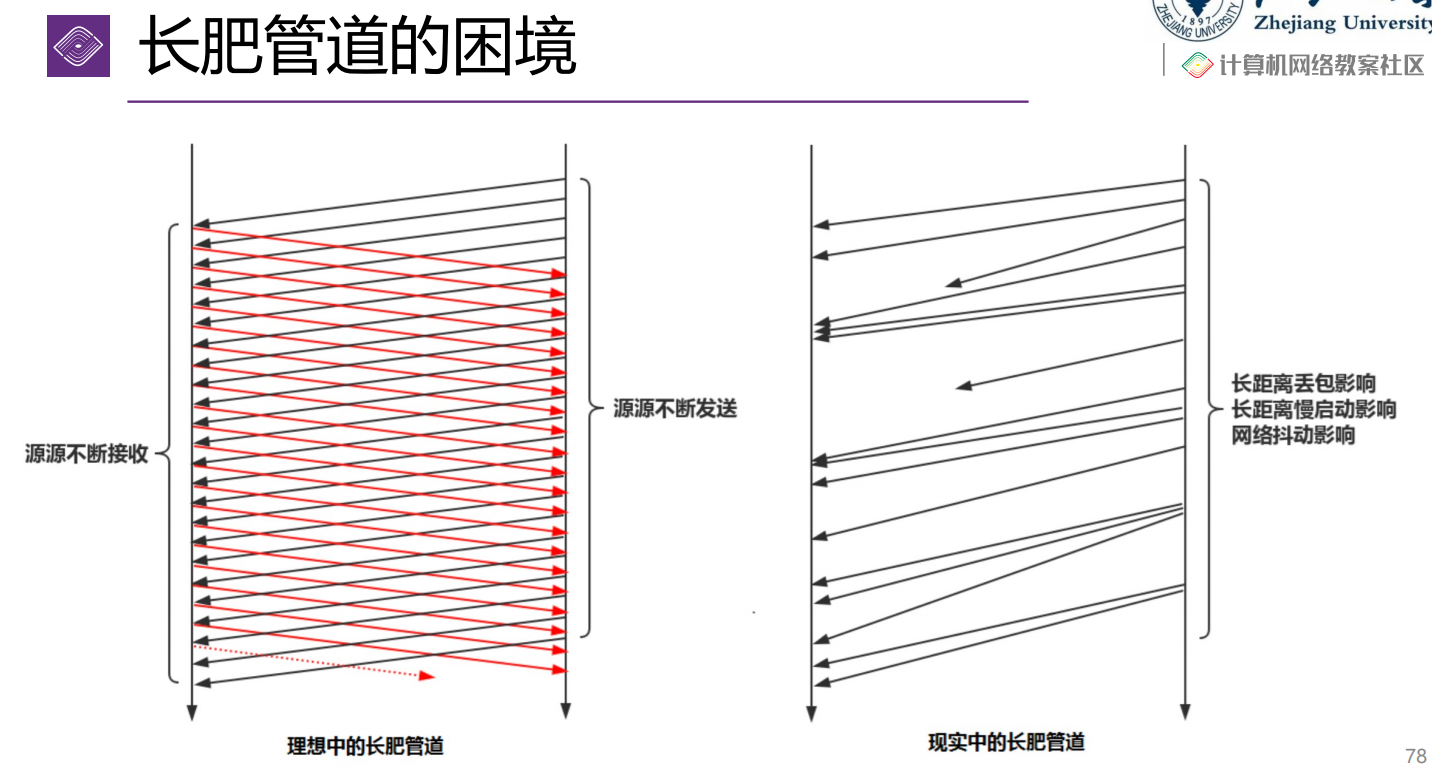 长肥管道的困境
1897
ZHEJIANG UNIVERSITY
Zhejiang University
计算机网络教案社区
源源不断接收
源源不断发送
长距离丢包影响
长距离慢启动影响
网络抖动影响
理想中的长肥管道
现实中的长肥管道
78